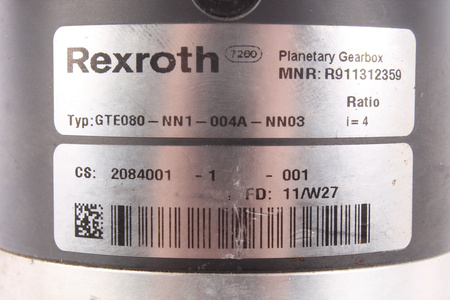 Rexroth 7260 Planetary Gearbox
MNR: R911312359
Ratio
Typ: GTE080-NN1-004A-NN03 i= 4
CS: 2084001 -1 -001
FD: 11/W27